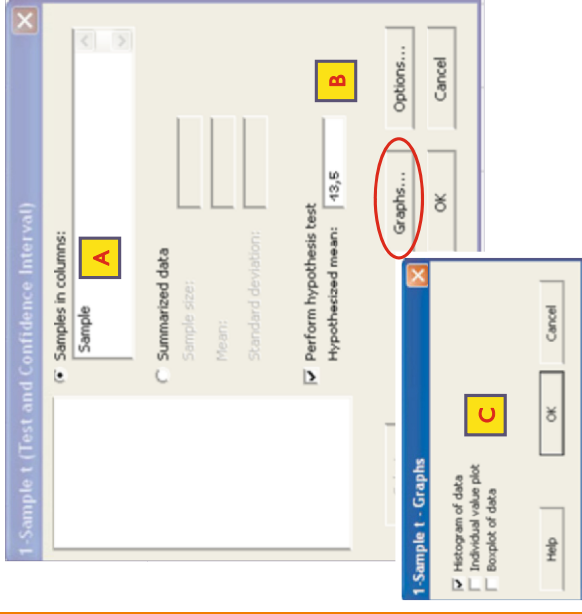 1-Sample t (Test and Confidence Interval)
Samples in columns:
Sample
A
Summarized data
Sample size:
Mean:
Standard deviation:
Perform hypothesis test
Hypothesized mean:
13,5
B
Graphs...
Options...
OK
Cancel
1-Sample t - Graphs
Histogram of data
Individual value plot
Boxplot of data
C
Help
OK
Cancel